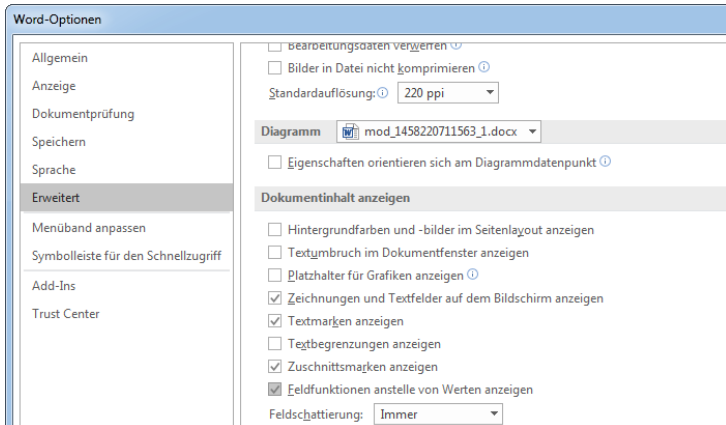 Word-Optionen
Allgemein
Anzeige
Dokumentprüfung
Speichern
Sprache
Erweitert
Menüband anpassen
Symbolleiste für den Schnellzugriff
Add-Ins
Trust Center
Bearbeitungsdaten verwerfen
Bilder in Datei nicht komprimieren
Standardauflösung: 220 ppi
Diagramm mod_1458220711563_1.docx
Eigenschaften orientieren sich am Diagrammdatenpunkt
Dokumentinhalt anzeigen
Hintergrundfarben und -bilder im Seitenlayout anzeigen
Textumbruch im Dokumentfenster anzeigen
Platzhalter für Grafiken anzeigen
Zeichnungen und Textfelder auf dem Bildschirm anzeigen
Textmarken anzeigen
Textbegrenzungen anzeigen
Zuschnittsmarken anzeigen
Feldfunktionen anstelle von Werten anzeigen
Feldschattierung: Immer